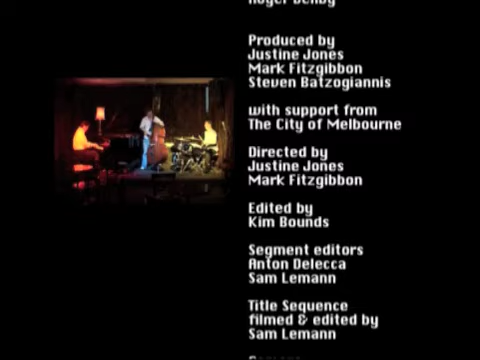 Produced by
Justine Jones
Mark Fitzgibbon
Steven Batzogiannis
with support from
The City of Melbourne
Directed by
Justine Jones
Mark Fitzgibbon
Edited by
Kim Bounds
Segment editors
Anton Delecca
Sam Lemann
Title Sequence
filmed & edited by
Sam Lemann